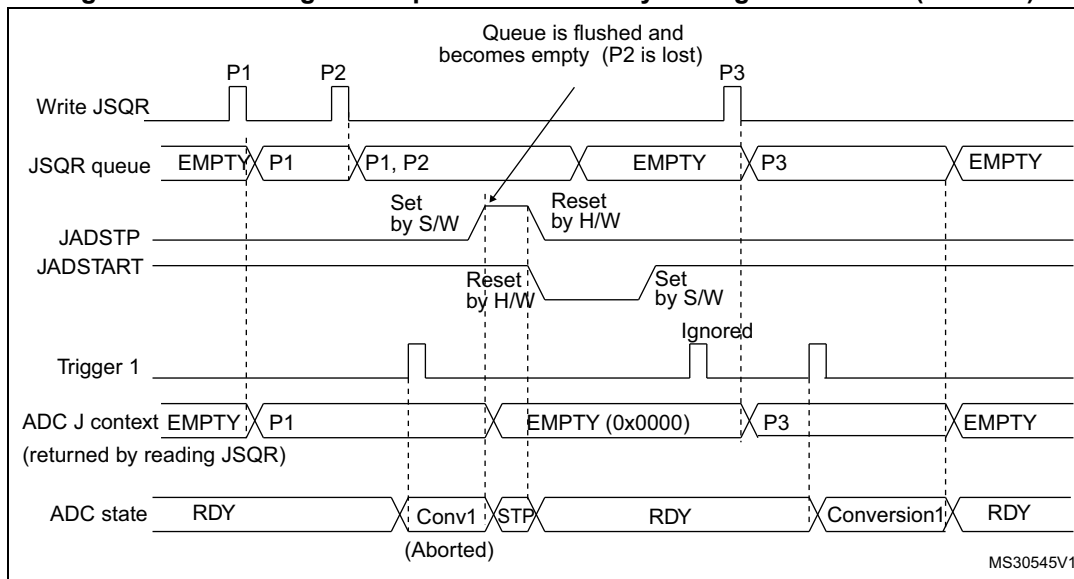 Queue is flushed and
becomes empty (P2 is lost)
P1 P2 P3
Write JSQR
JSQR queue EMPTY P1 P1, P2 EMPTY P3 EMPTY
Set
by S/W
Reset
by H/W
JADSTP
JADSTART
Reset
by H/W
Set
by S/W
Ignored
Trigger 1
ADC J context EMPTY P1 EMPTY (0x0000) P3 EMPTY
(returned by reading JSQR)
ADC state RDY Conv1 STP RDY Conversion1 RDY
(Aborted)
MS30545V1